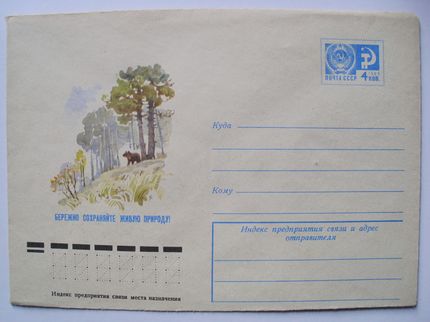 ПОЧТА СССР
4 КОП.
Куда
Кому
БЕРЕЖНО СОХРАНЯЙТЕ ЖИВУЮ ПРИРОДУ!
Индекс предприятия связи и адрес
отправителя
Индекс предприятия связи места назначения